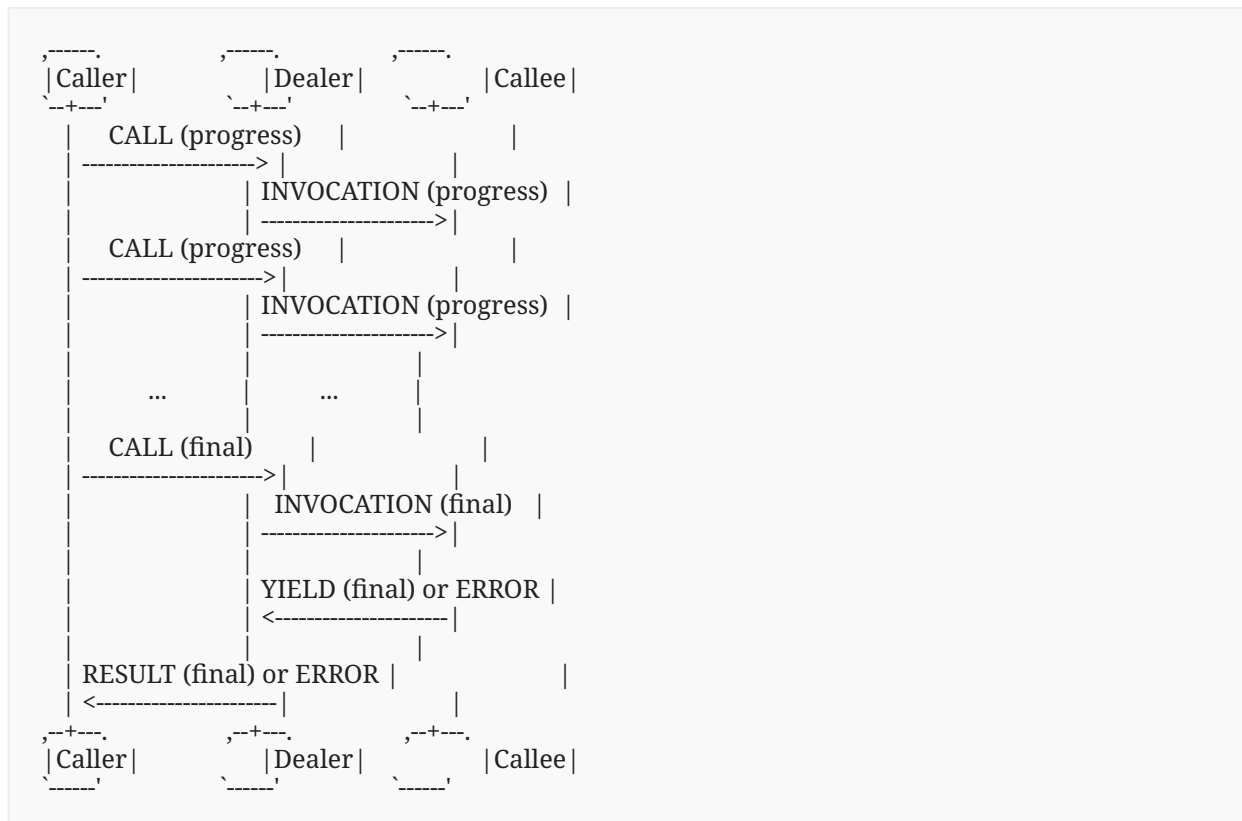 ,------.          ,------.          ,------.
|Caller|          |Dealer|          |Callee|
`--+---'          `--+---'          `--+---'
|   CALL (progress)   |                 |
| ----------------------> |                 |
|                 | INVOCATION (progress) |
|                 | ---------------------->|
|   CALL (progress)   |                 |
| ----------------------->|                 |
|                 | INVOCATION (progress) |
|                 | ---------------------->|
|                 |                 |
|       ...       |       ...       |
|                 |                 |
|   CALL (final)      |                 |
| ----------------------->|                 |
|                 |  INVOCATION (final)  |
|                 | ---------------------->|
|                 |                 |
|                 | YIELD (final) or ERROR |
|                 | <----------------------|
|                 |                 |
| RESULT (final) or ERROR |                 |
| <-----------------------|                 |
,--+---.          ,--+---.          ,--+---.
|Caller|          |Dealer|          |Callee|
`------'          `------'          `------'